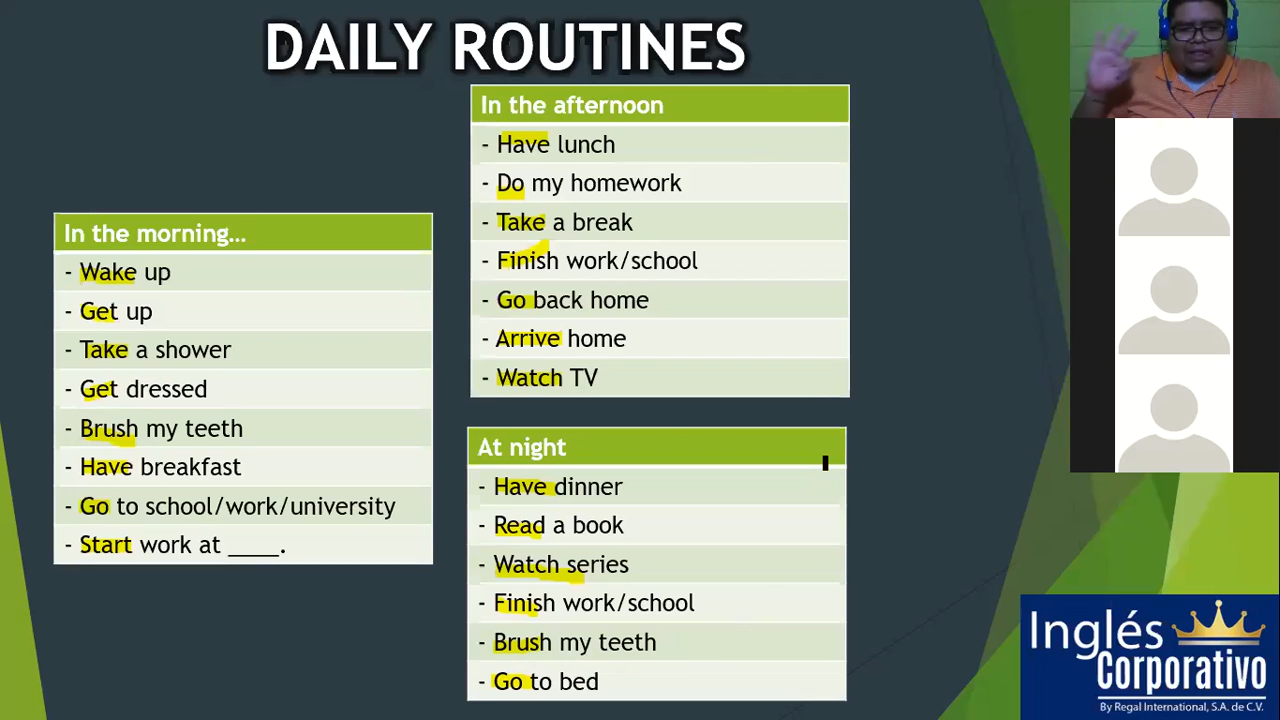 DAILY ROUTINES
In the morning…
- Wake up
- Get up
- Take a shower
- Get dressed
- Brush my teeth
- Have breakfast
- Go to school/work/university
- Start work at ____.
In the afternoon
- Have lunch
- Do my homework
- Take a break
- Finish work/school
- Go back home
- Arrive home
- Watch TV
At night
- Have dinner
- Read a book
- Watch series
- Finish work/school
- Brush my teeth
- Go to bed
Inglés
Corporativo
By Regal International, S.A. de C.V.